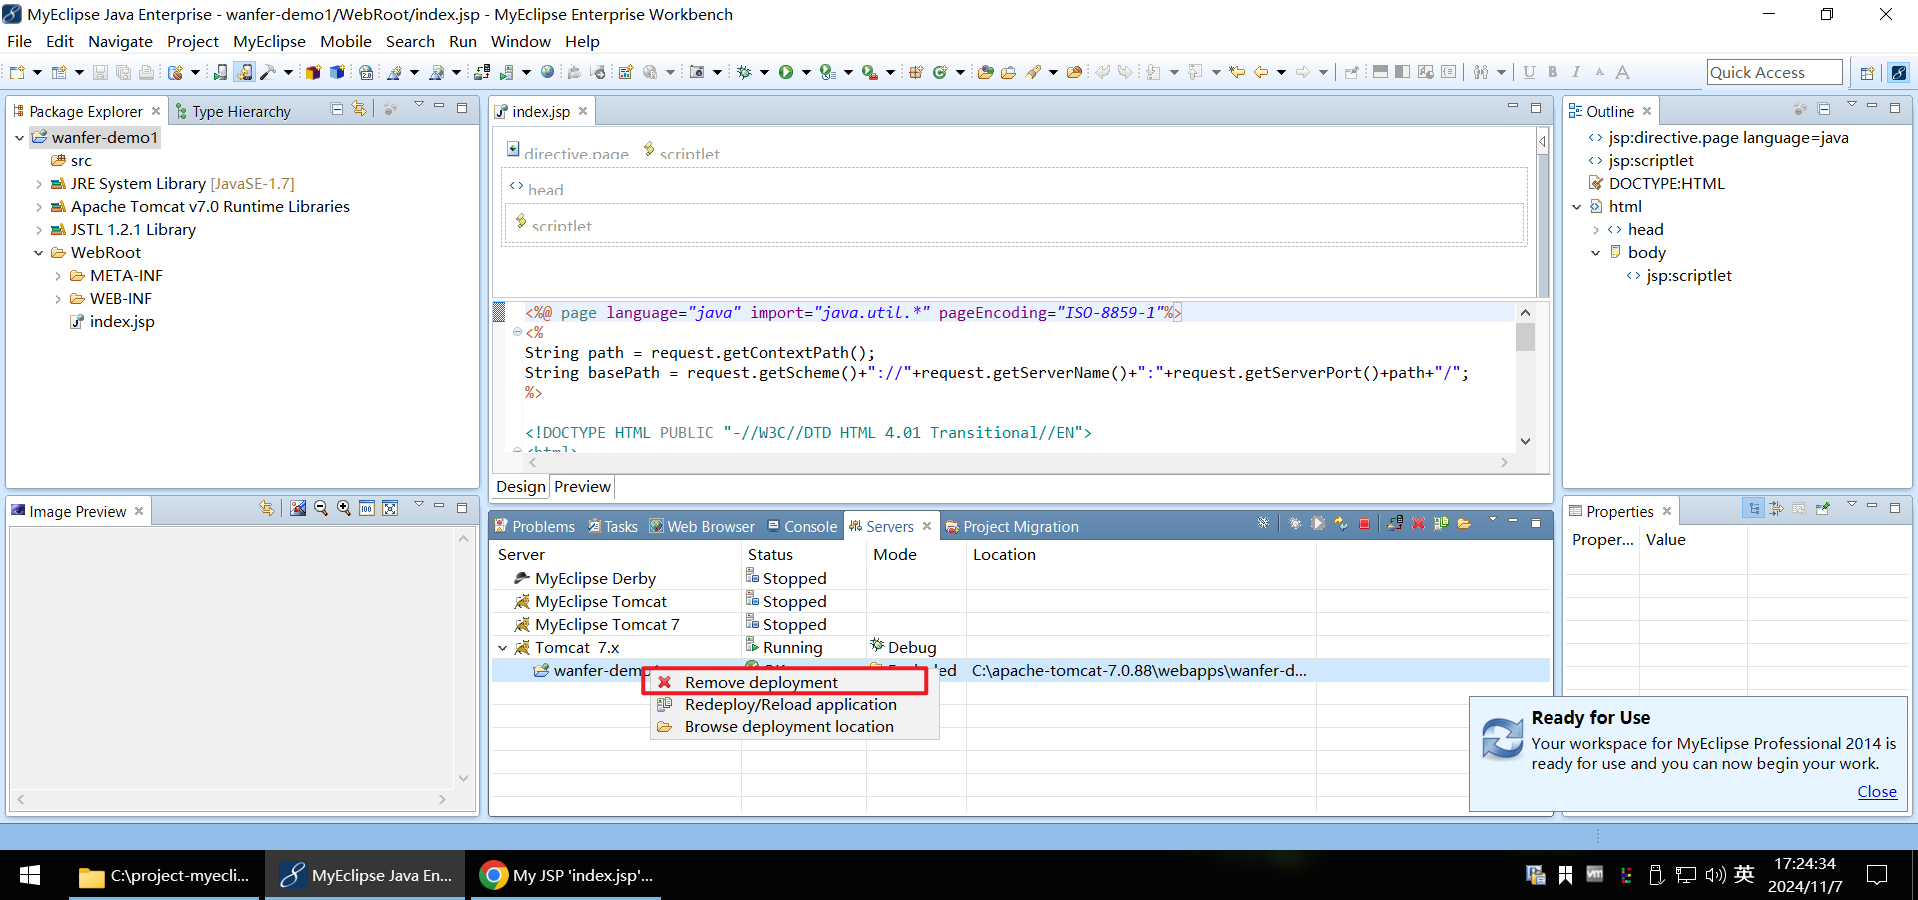 MyEclipse Java Enterprise - wanfer-demo1/WebRoot/index.jsp - MyEclipse Enterprise Workbench
File Edit Navigate Project MyEclipse Mobile Search Run Window Help
Quick Access
Package Explorer Type Hierarchy
wanfer-demo1
src
JRE System Library [JavaSE-1.7]
Apache Tomcat v7.0 Runtime Libraries
JSTL 1.2.1 Library
WebRoot
META-INF
WEB-INF
index.jsp
Image Preview
index.jsp
directive.page scriptlet
head
scriptlet
<%@ page language="java" import="java.util.*" pageEncoding="ISO-8859-1"%>
<%
String path = request.getContextPath();
String basePath = request.getScheme()+"://"+request.getServerName()+":"+request.getServerPort()+path+"/";
%>
<!DOCTYPE HTML PUBLIC "-//W3C//DTD HTML 4.01 Transitional//EN">
<html>
Design Preview
Problems Tasks Web Browser Console Servers Project Migration
Server Status Mode Location
MyEclipse Derby Stopped
MyEclipse Tomcat Stopped
MyEclipse Tomcat 7 Stopped
Tomcat 7.x Running Debug
wanfer-demo C:\apache-tomcat-7.0.88\webapps\wanfer-d...
Remove deployment
Redeploy/Reload application
Browse deployment location
Outline
jsp:directive.page language=java
jsp:scriptlet
DOCTYPE:HTML
html
head
body
jsp:scriptlet
Properties
Proper... Value
Ready for Use
Your workspace for MyEclipse Professional 2014 is
ready for use and you can now begin your work.
Close
C:\project-myecli... MyEclipse Java En... My JSP 'index.jsp'...
英
17:24:34
2024/11/7